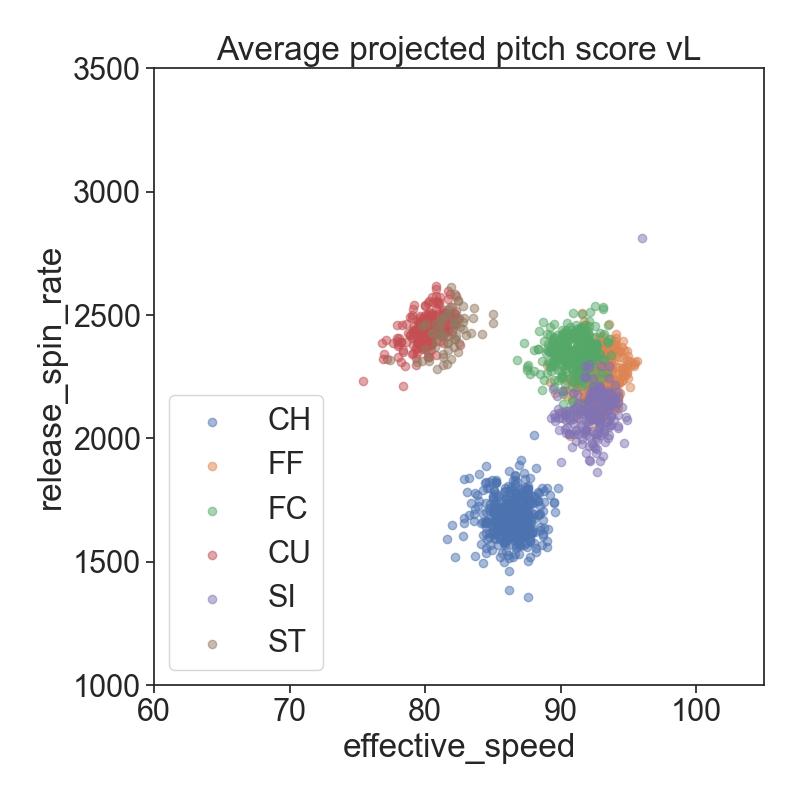 Average projected pitch score vL
3500
3000
2500
2000
1500
1000
release_spin_rate
CH
FF
FC
CU
SI
ST
60
70
80
90
100
effective_speed